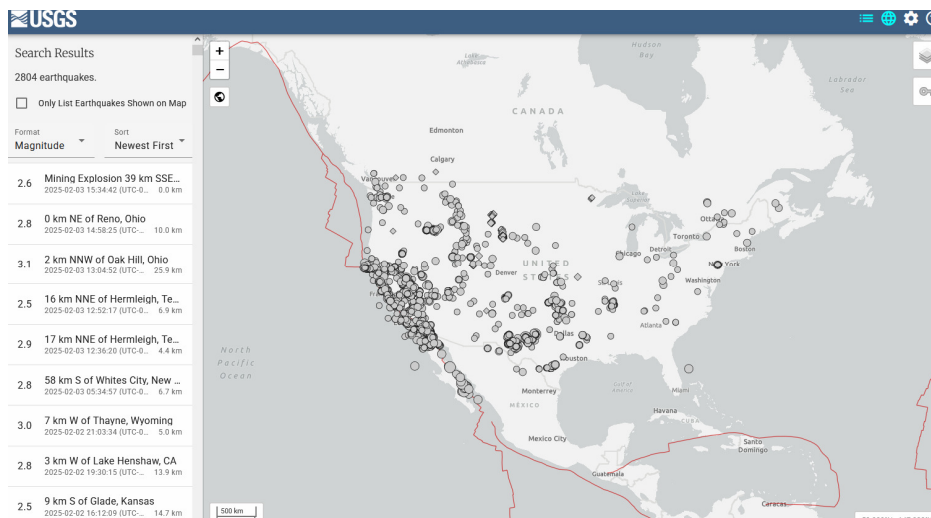 USGS
Search Results
2804 earthquakes.
Only List Earthquakes Shown on Map
Format
Magnitude
Sort
Newest First
2.6
Mining Explosion 39 km SSE...
2025-02-03 15:34:42 (UTC-0... 0.0 km
2.8
0 km NE of Reno, Ohio
2025-02-03 14:58:25 (UTC-... 10.0 km
3.1
2 km NNW of Oak Hill, Ohio
2025-02-03 13:04:52 (UTC-... 25.9 km
2.5
16 km NNE of Hermleigh, Te...
2025-02-03 12:52:17 (UTC-0... 6.9 km
2.9
17 km NNE of Hermleigh, Te...
2025-02-03 12:36:20 (UTC-0... 4.4 km
2.8
58 km S of Whites City, New ...
2025-02-03 05:34:57 (UTC-0... 6.7 km
3.0
7 km W of Thayne, Wyoming
2025-02-02 21:03:34 (UTC-0... 5.0 km
2.8
3 km W of Lake Henshaw, CA
2025-02-02 19:30:15 (UTC-... 13.9 km
2.5
9 km S of Glade, Kansas
2025-02-02 16:12:09 (UTC-... 14.7 km
+
−
Hudson
Bay
Lake
Athabasca
Labrador
Sea
CANADA
Edmonton
Calgary
Vancouver
Lake
Superior
Toronto
Detroit
Boston
Chicago
UNITED
Denver
Washington
Atlanta
Dallas
Houston
North
Pacific
Ocean
Monterrey
Gulf of
America
Miami
MÉXICO
Havana
CUBA
Mexico City
Santo
Domingo
Guatemala
Caracas
500 km